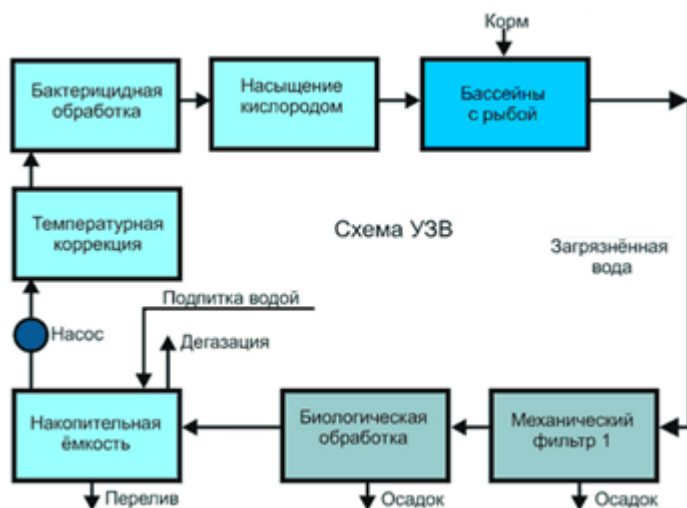 Корм
Бактерицидная
обработка
Насыщение
кислородом
Бассейны
с рыбой
Температурная
коррекция
Схема УЗВ
Загрязнённая
вода
Подпитка водой
Насос
Дегазация
Накопительная
ёмкость
Биологическая
обработка
Механический
фильтр 1
Перелив
Осадок
Осадок